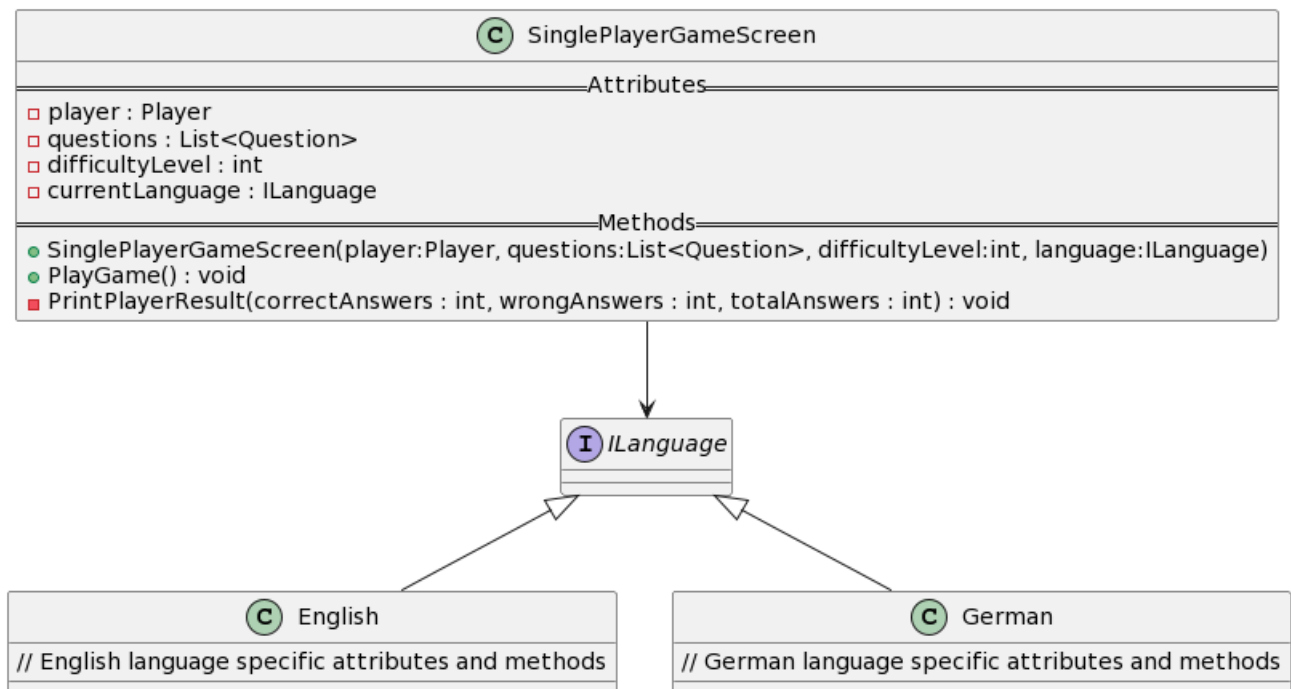 C SinglePlayerGameScreen
Attributes
player : Player
questions : List<Question>
difficultyLevel : int
currentLanguage : ILanguage
Methods
SinglePlayerGameScreen(player:Player, questions:List<Question>, difficultyLevel:int, language:ILanguage)
PlayGame() : void
PrintPlayerResult(correctAnswers : int, wrongAnswers : int, totalAnswers : int) : void
I ILanguage
C English
// English language specific attributes and methods
C German
// German language specific attributes and methods